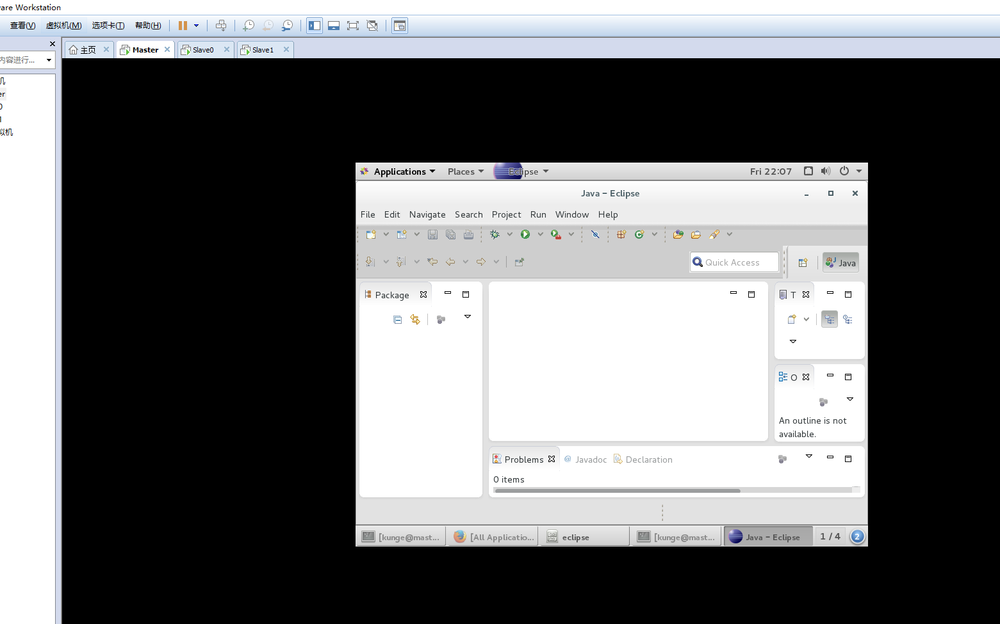 are Workstation
查看(V) 虚拟机(M) 选项卡(T) 帮助(H)
主页 Master Slave0 Slave1
内容进行...
机
er
0
1
拟机
Applications Places Eclipse Fri 22:07
Java - Eclipse
File Edit Navigate Search Project Run Window Help
Quick Access Java
Package T
O
An outline is not
available.
Problems @ Javadoc Declaration
0 items
[kunge@mast... [All Applicatio... eclipse [kunge@mast... Java - Eclipse 1 / 4 2